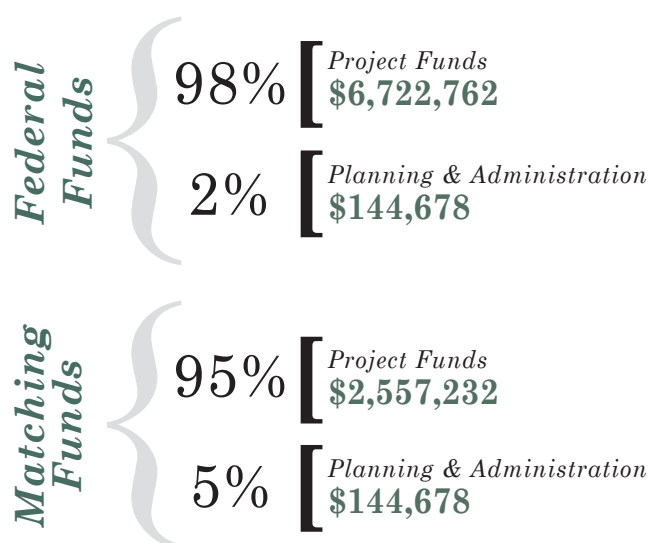 Federal
Funds
98%
Project Funds
$6,722,762
2%
Planning & Administration
$144,678
Matching
Funds
95%
Project Funds
$2,557,232
5%
Planning & Administration
$144,678